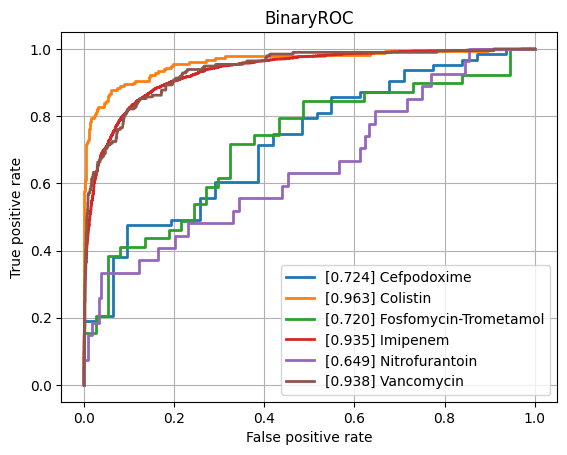 BinaryROC
True positive rate
1.0
0.8
0.6
0.4
0.2
0.0
[0.724] Cefpodoxime
[0.963] Colistin
[0.720] Fosfomycin-Trometamol
[0.935] Imipenem
[0.649] Nitrofurantoin
[0.938] Vancomycin
0.0 0.2 0.4 0.6 0.8 1.0
False positive rate